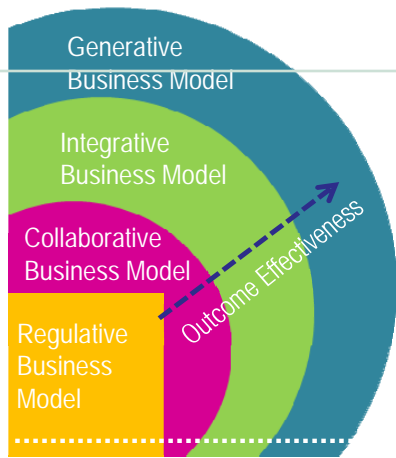 Generative
Business Model
Integrative
Business Model
Collaborative
Business Model
Outcome Effectiveness
Regulative
Business
Model